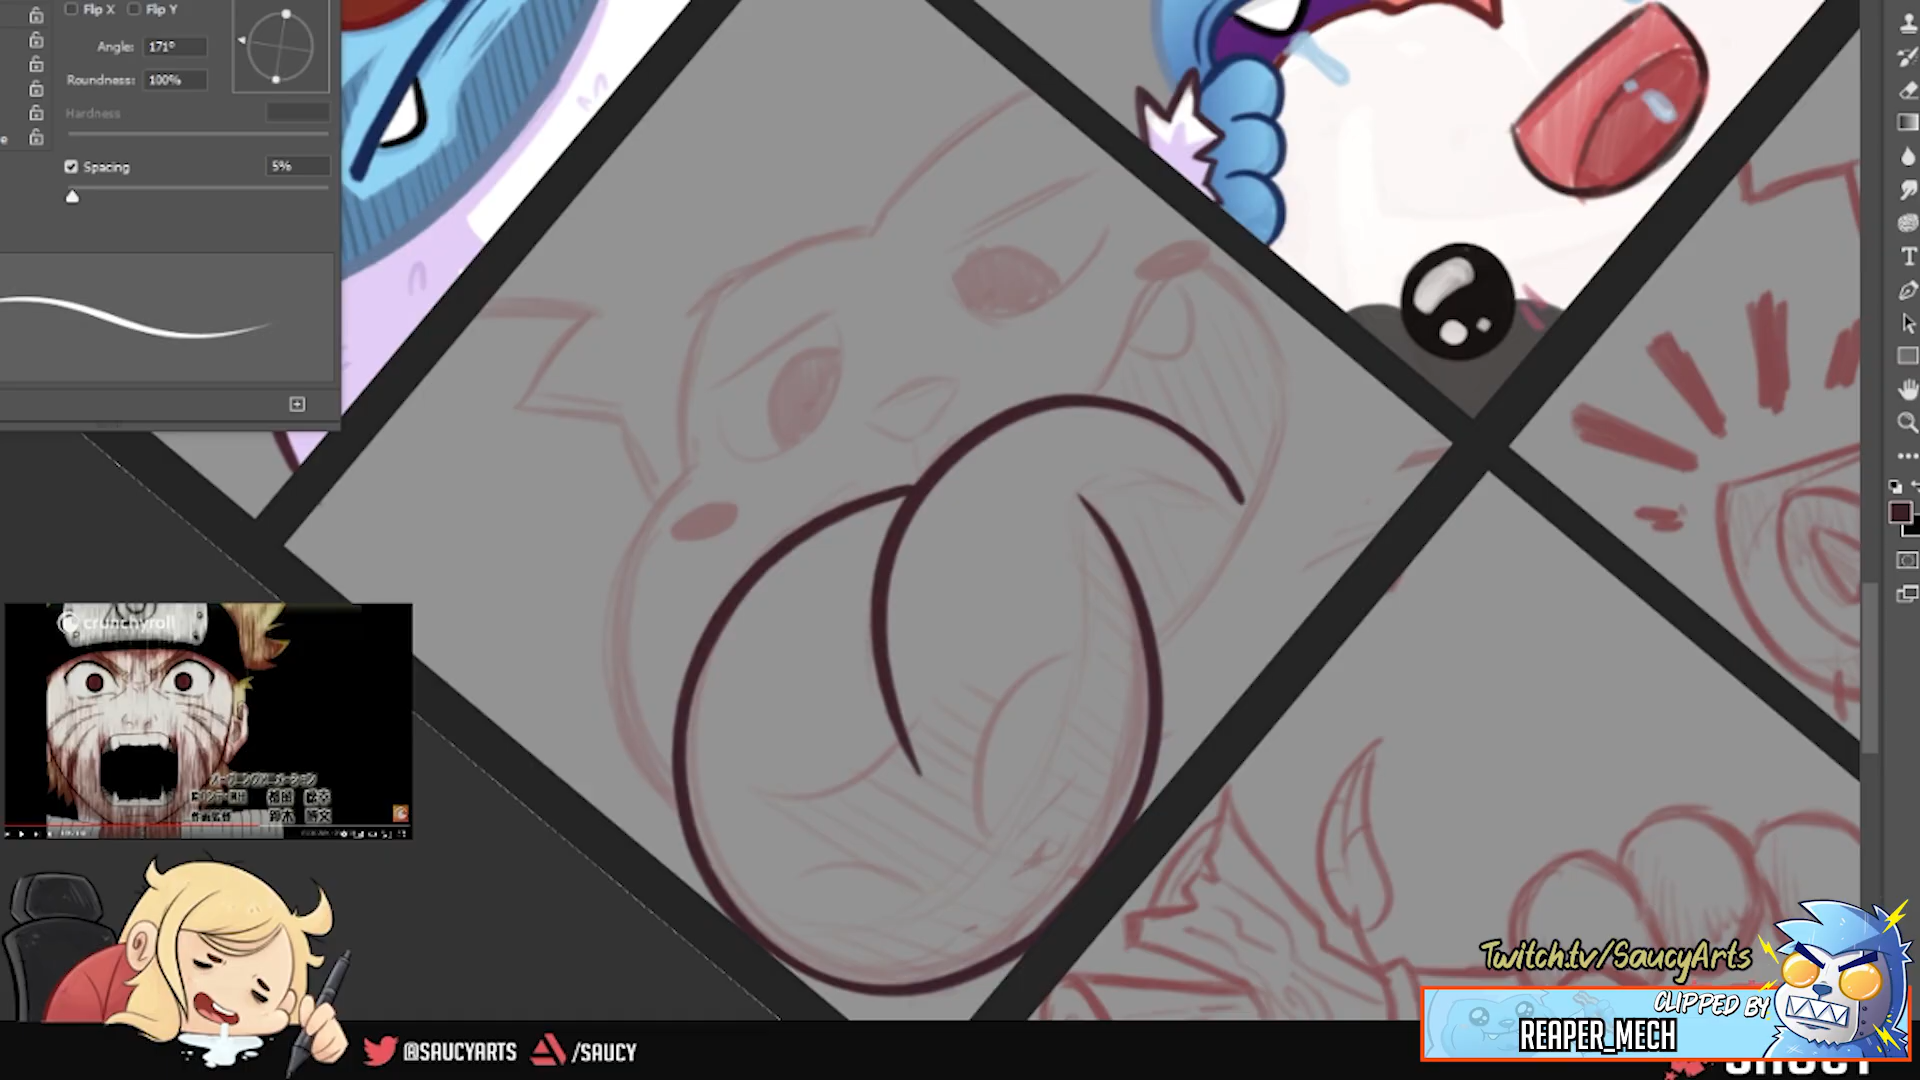 Flip X
Flip Y
Angle:
171°
Roundness:
100%
Hardness
Spacing
5%
crunchyroll
Twitch.tv/SaucyArts
CLIPPED BY
REAPER_MECH
@SAUCYARTS
/SAUCY